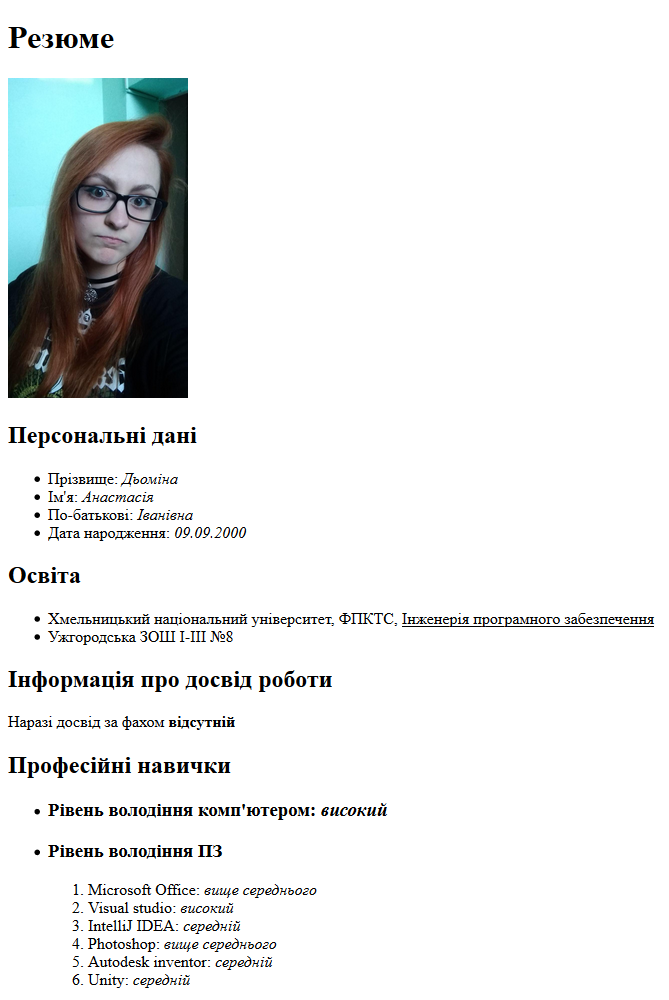 Резюме
Персональні дані
• Прізвище: Дьоміна
• Ім'я: Анастасія
• По-батькові: Іванівна
• Дата народження: 09.09.2000
Освіта
• Хмельницький національний університет, ФПКТС, Інженерія програмного забезпечення
• Ужгородська ЗОШ І-ІІІ №8
Інформація про досвід роботи
Наразі досвід за фахом відсутній
Професійні навички
• Рівень володіння комп'ютером: високий
• Рівень володіння ПЗ
1. Microsoft Office: вище середнього
2. Visual studio: високий
3. IntelliJ IDEA: середній
4. Photoshop: вище середнього
5. Autodesk inventor: середній
6. Unity: середній